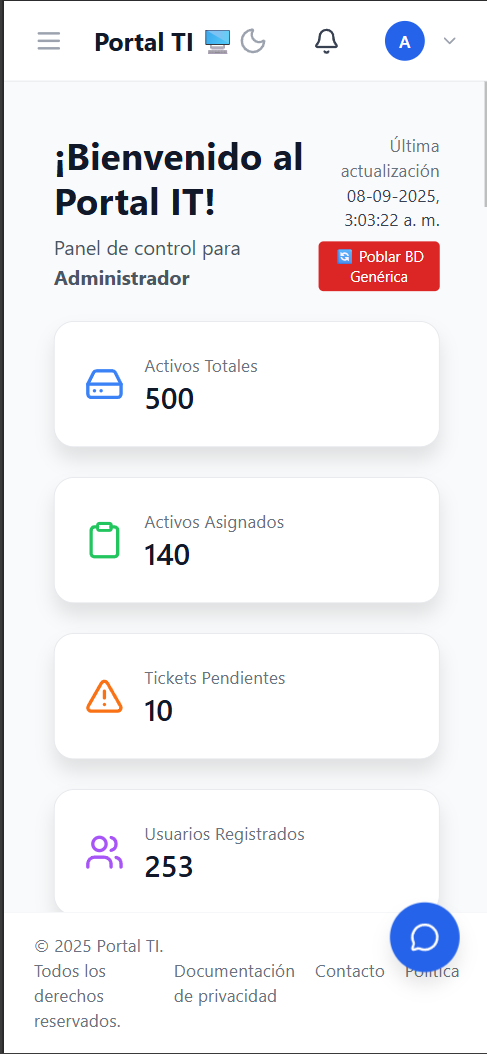 Portal TI
A
¡Bienvenido al
Portal IT!
Panel de control para
Administrador
Última
actualización
08-09-2025,
3:03:22 a. m.
Poblar BD
Genérica
Activos Totales
500
Activos Asignados
140
Tickets Pendientes
10
Usuarios Registrados
253
© 2025 Portal TI.
Todos los
derechos
reservados.
Documentación
de privacidad
Contacto
Política